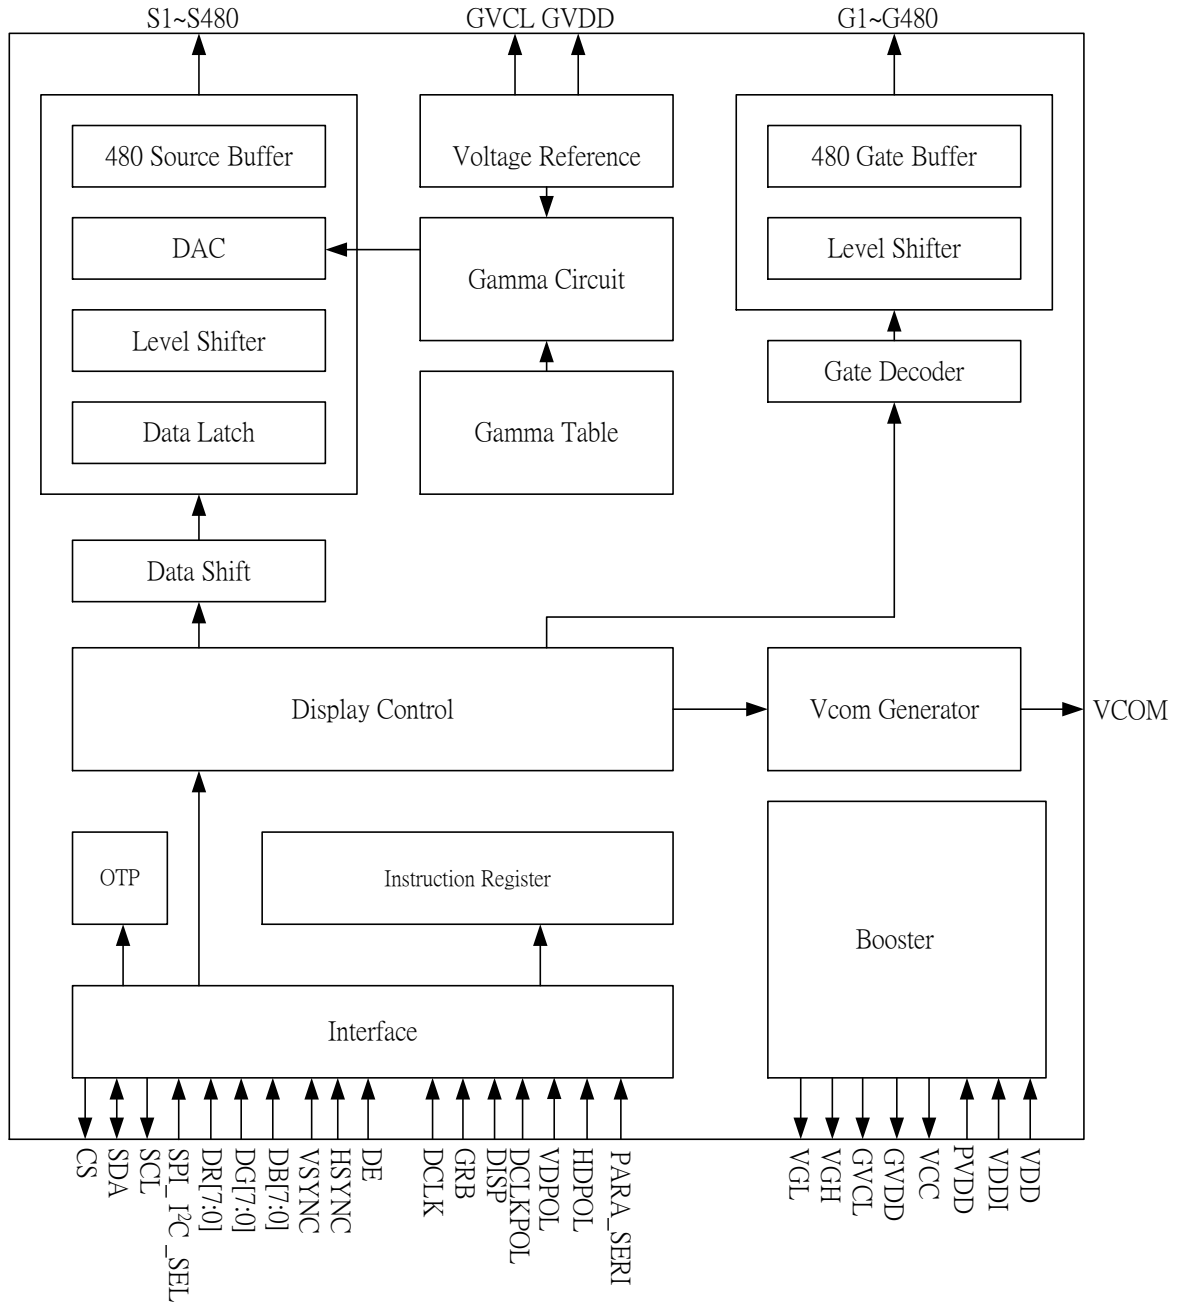 S1~S480
GVCL GVDD
G1~G480
480 Source Buffer
Voltage Reference
480 Gate Buffer
DAC
Gamma Circuit
Level Shifter
Level Shifter
Gate Decoder
Data Latch
Gamma Table
Data Shift
Display Control
Vcom Generator
VCOM
OTP
Instruction Register
Booster
Interface
CS
SDA
SCL
SPI_I²C_SEL
DR[7:0]
DG[7:0]
DB[7:0]
VSYNC
HSYNC
DE
DCLK
GRB
DISP
DCLKPOL
VDPOL
HDPOL
PARA_SERI
VGL
VGH
GVCL
GVDD
VCC
PVDD
VDDI
VDD